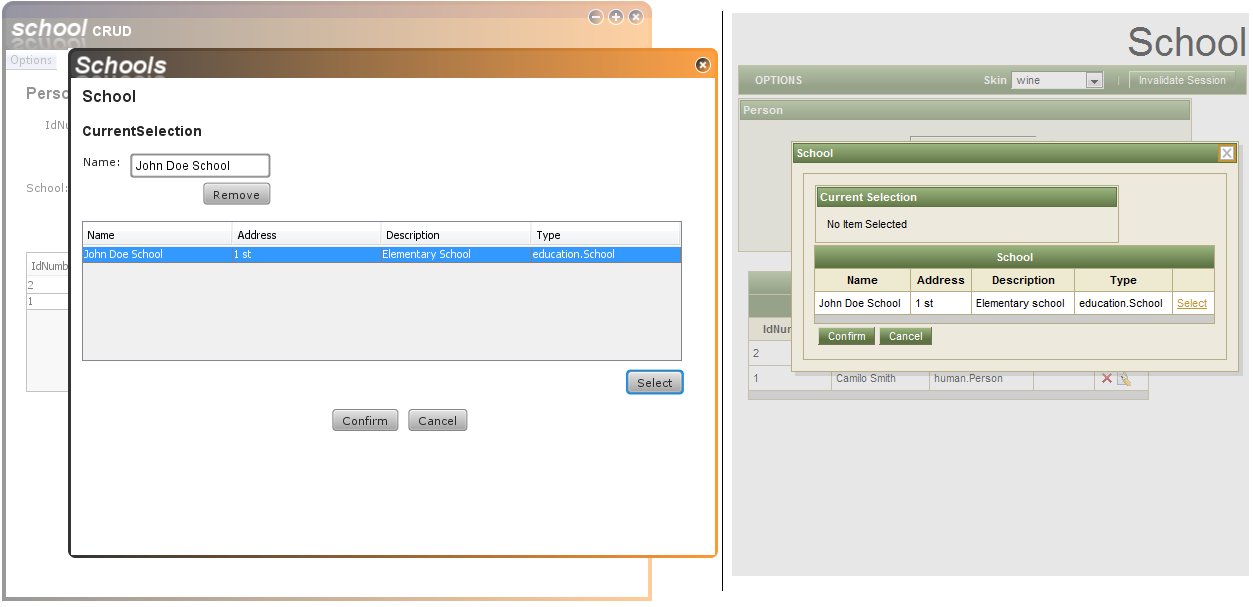 school CRUD
Options
Perso
IdNu
School:
IdNumb
2
1
Schools
School
CurrentSelection
Name: John Doe School
Remove
Name Address Description Type
John Doe School 1 st Elementary School education.School
Select
Confirm Cancel
School
OPTIONS Skin wine Invalidate Session
Person
School
Current Selection
No Item Selected
School
Name Address Description Type
John Doe School 1 st Elementary school education.School Select
Confirm Cancel
IdNur
2
1 Camilo Smith human.Person